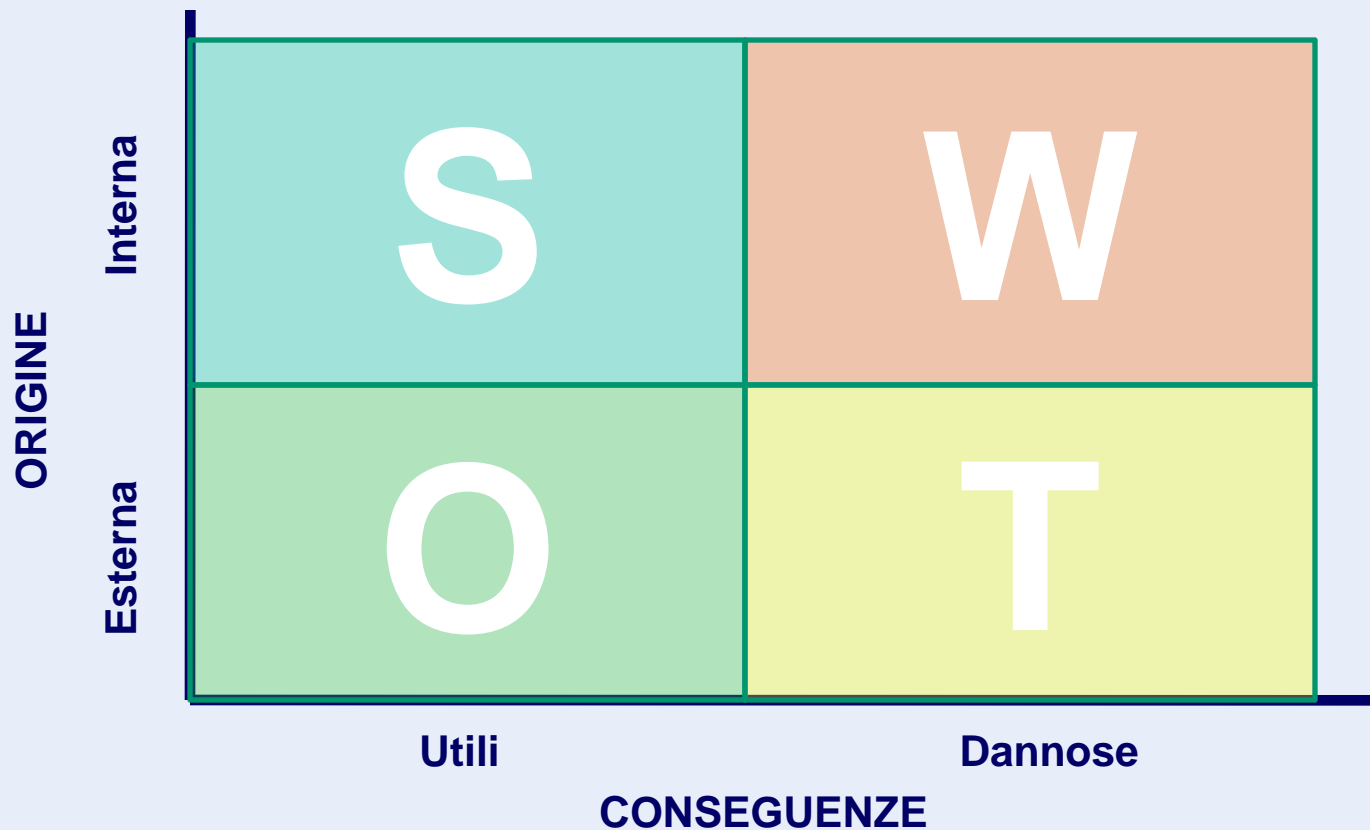 ORIGINE
Interna
S
W
Esterna
O
T
Utili
Dannose
CONSEGUENZE